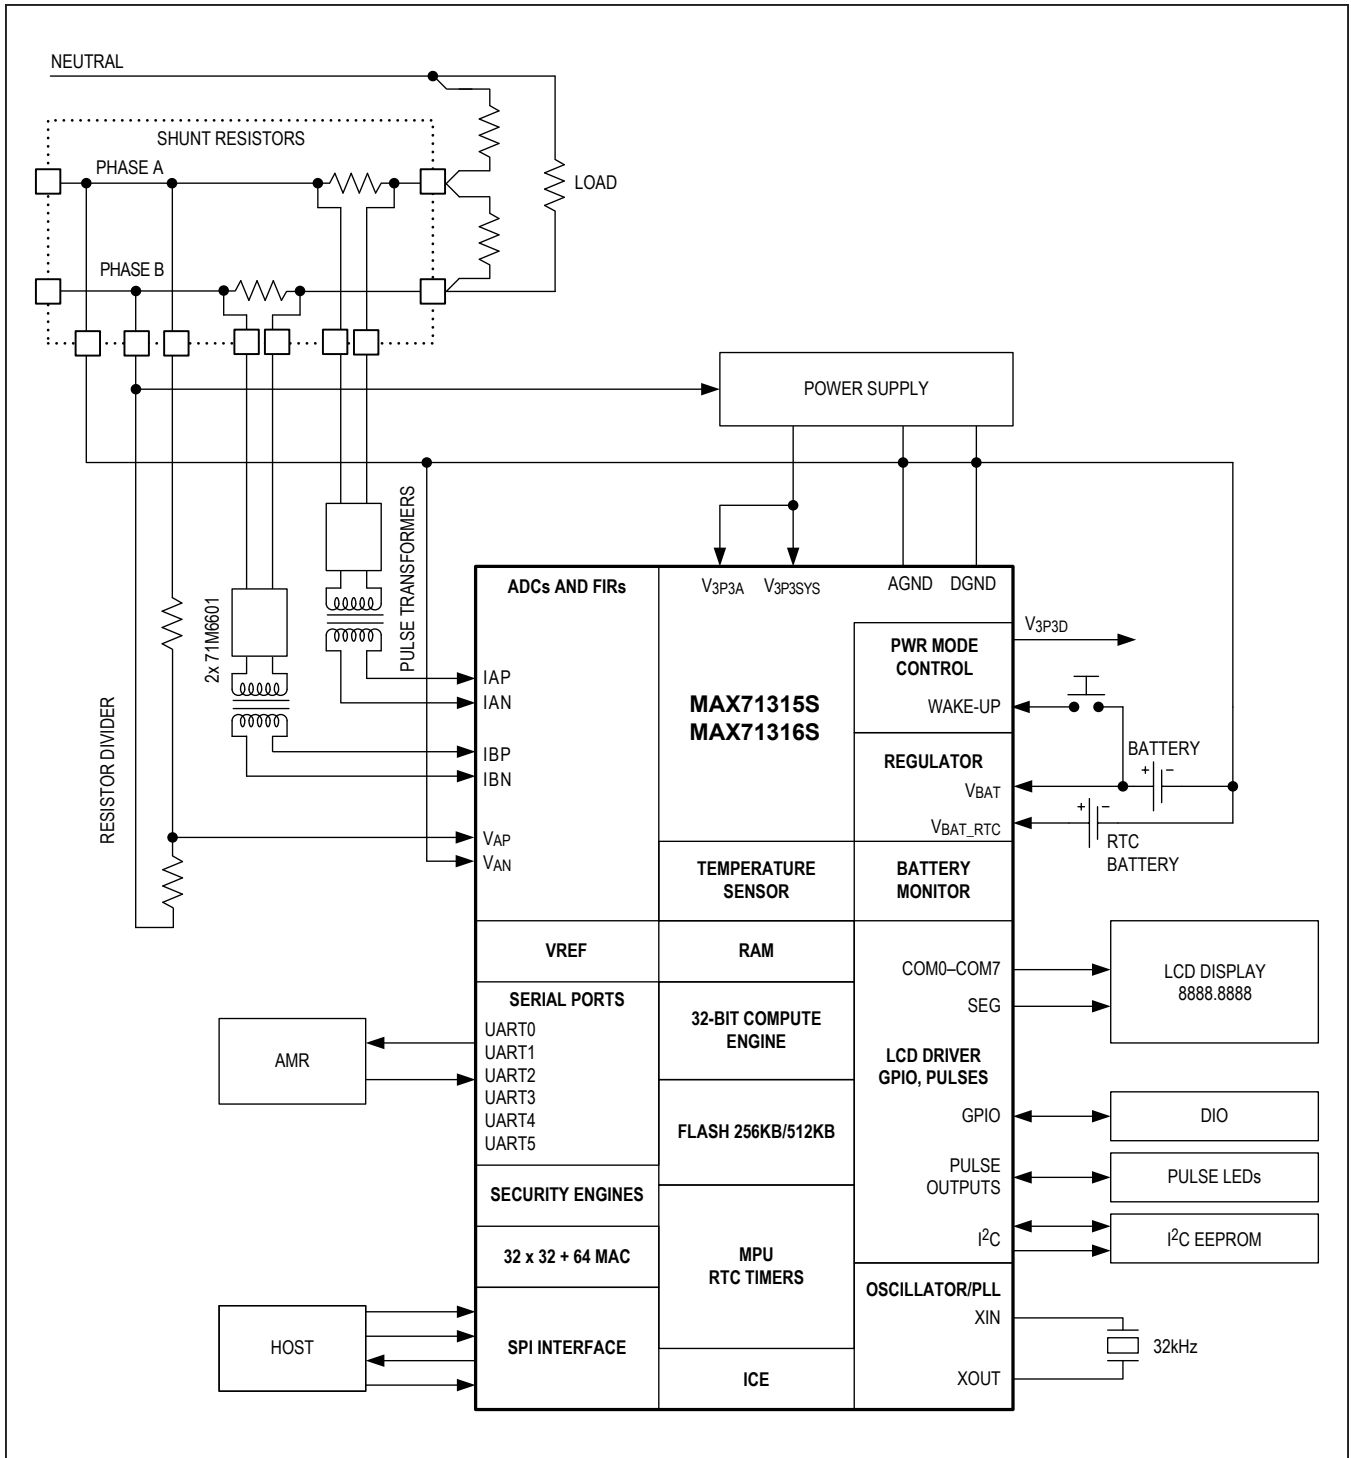 NEUTRAL
SHUNT RESISTORS
PHASE A
LOAD
PHASE B
POWER SUPPLY
PULSE TRANSFORMERS
2x 71M6601
RESISTOR DIVIDER
ADCs AND FIRs
V3P3A
V3P3SYS
AGND
DGND
V3P3D
PWR MODE
CONTROL
WAKE-UP
IAP
IAN
IBP
IBN
VAP
VAN
MAX71315S
MAX71316S
REGULATOR
VBAT
VBAT_RTC
BATTERY
+ −
+ −
RTC
BATTERY
TEMPERATURE
SENSOR
BATTERY
MONITOR
VREF
RAM
COM0–COM7
SEG
LCD DISPLAY
8888.8888
SERIAL PORTS
UART0
UART1
UART2
UART3
UART4
UART5
AMR
32-BIT COMPUTE
ENGINE
LCD DRIVER
GPIO, PULSES
FLASH 256KB/512KB
GPIO
DIO
PULSE
OUTPUTS
PULSE LEDs
I2C
I2C EEPROM
SECURITY ENGINES
32 x 32 + 64 MAC
MPU
RTC TIMERS
OSCILLATOR/PLL
XIN
XOUT
32kHz
HOST
SPI INTERFACE
ICE